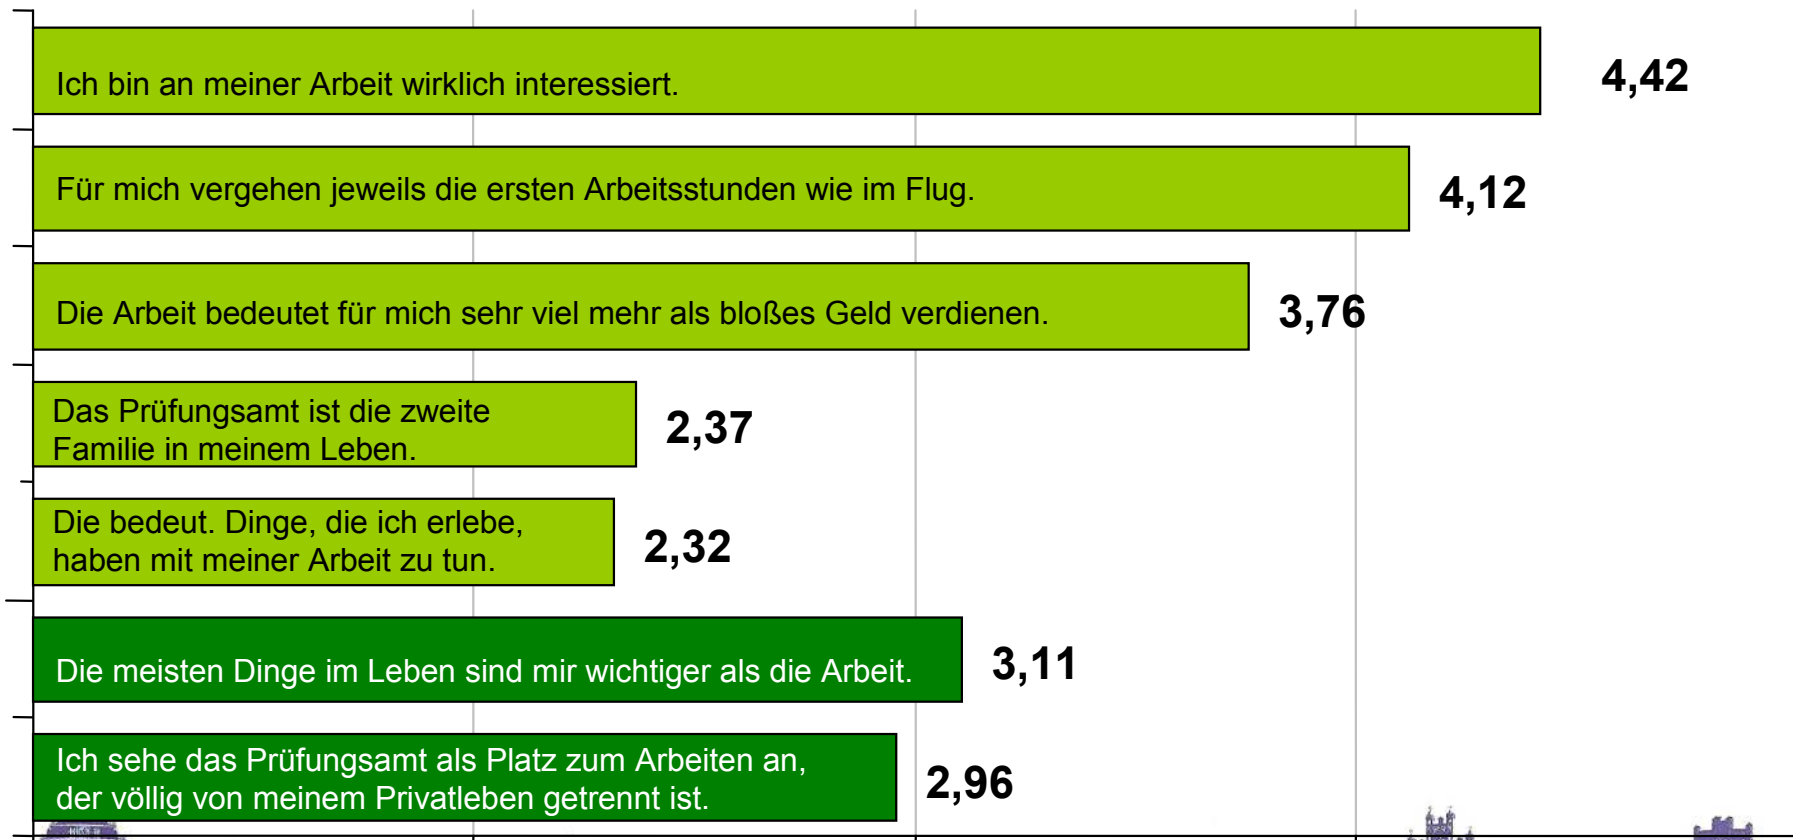 Ich bin an meiner Arbeit wirklich interessiert.
4,42
Für mich vergehen jeweils die ersten Arbeitsstunden wie im Flug.
4,12
Die Arbeit bedeutet für mich sehr viel mehr als bloßes Geld verdienen.
3,76
Das Prüfungsamt ist die zweite
Familie in meinem Leben.
2,37
Die bedeut. Dinge, die ich erlebe,
haben mit meiner Arbeit zu tun.
2,32
Die meisten Dinge im Leben sind mir wichtiger als die Arbeit.
3,11
Ich sehe das Prüfungsamt als Platz zum Arbeiten an,
der völlig von meinem Privatleben getrennt ist.
2,96